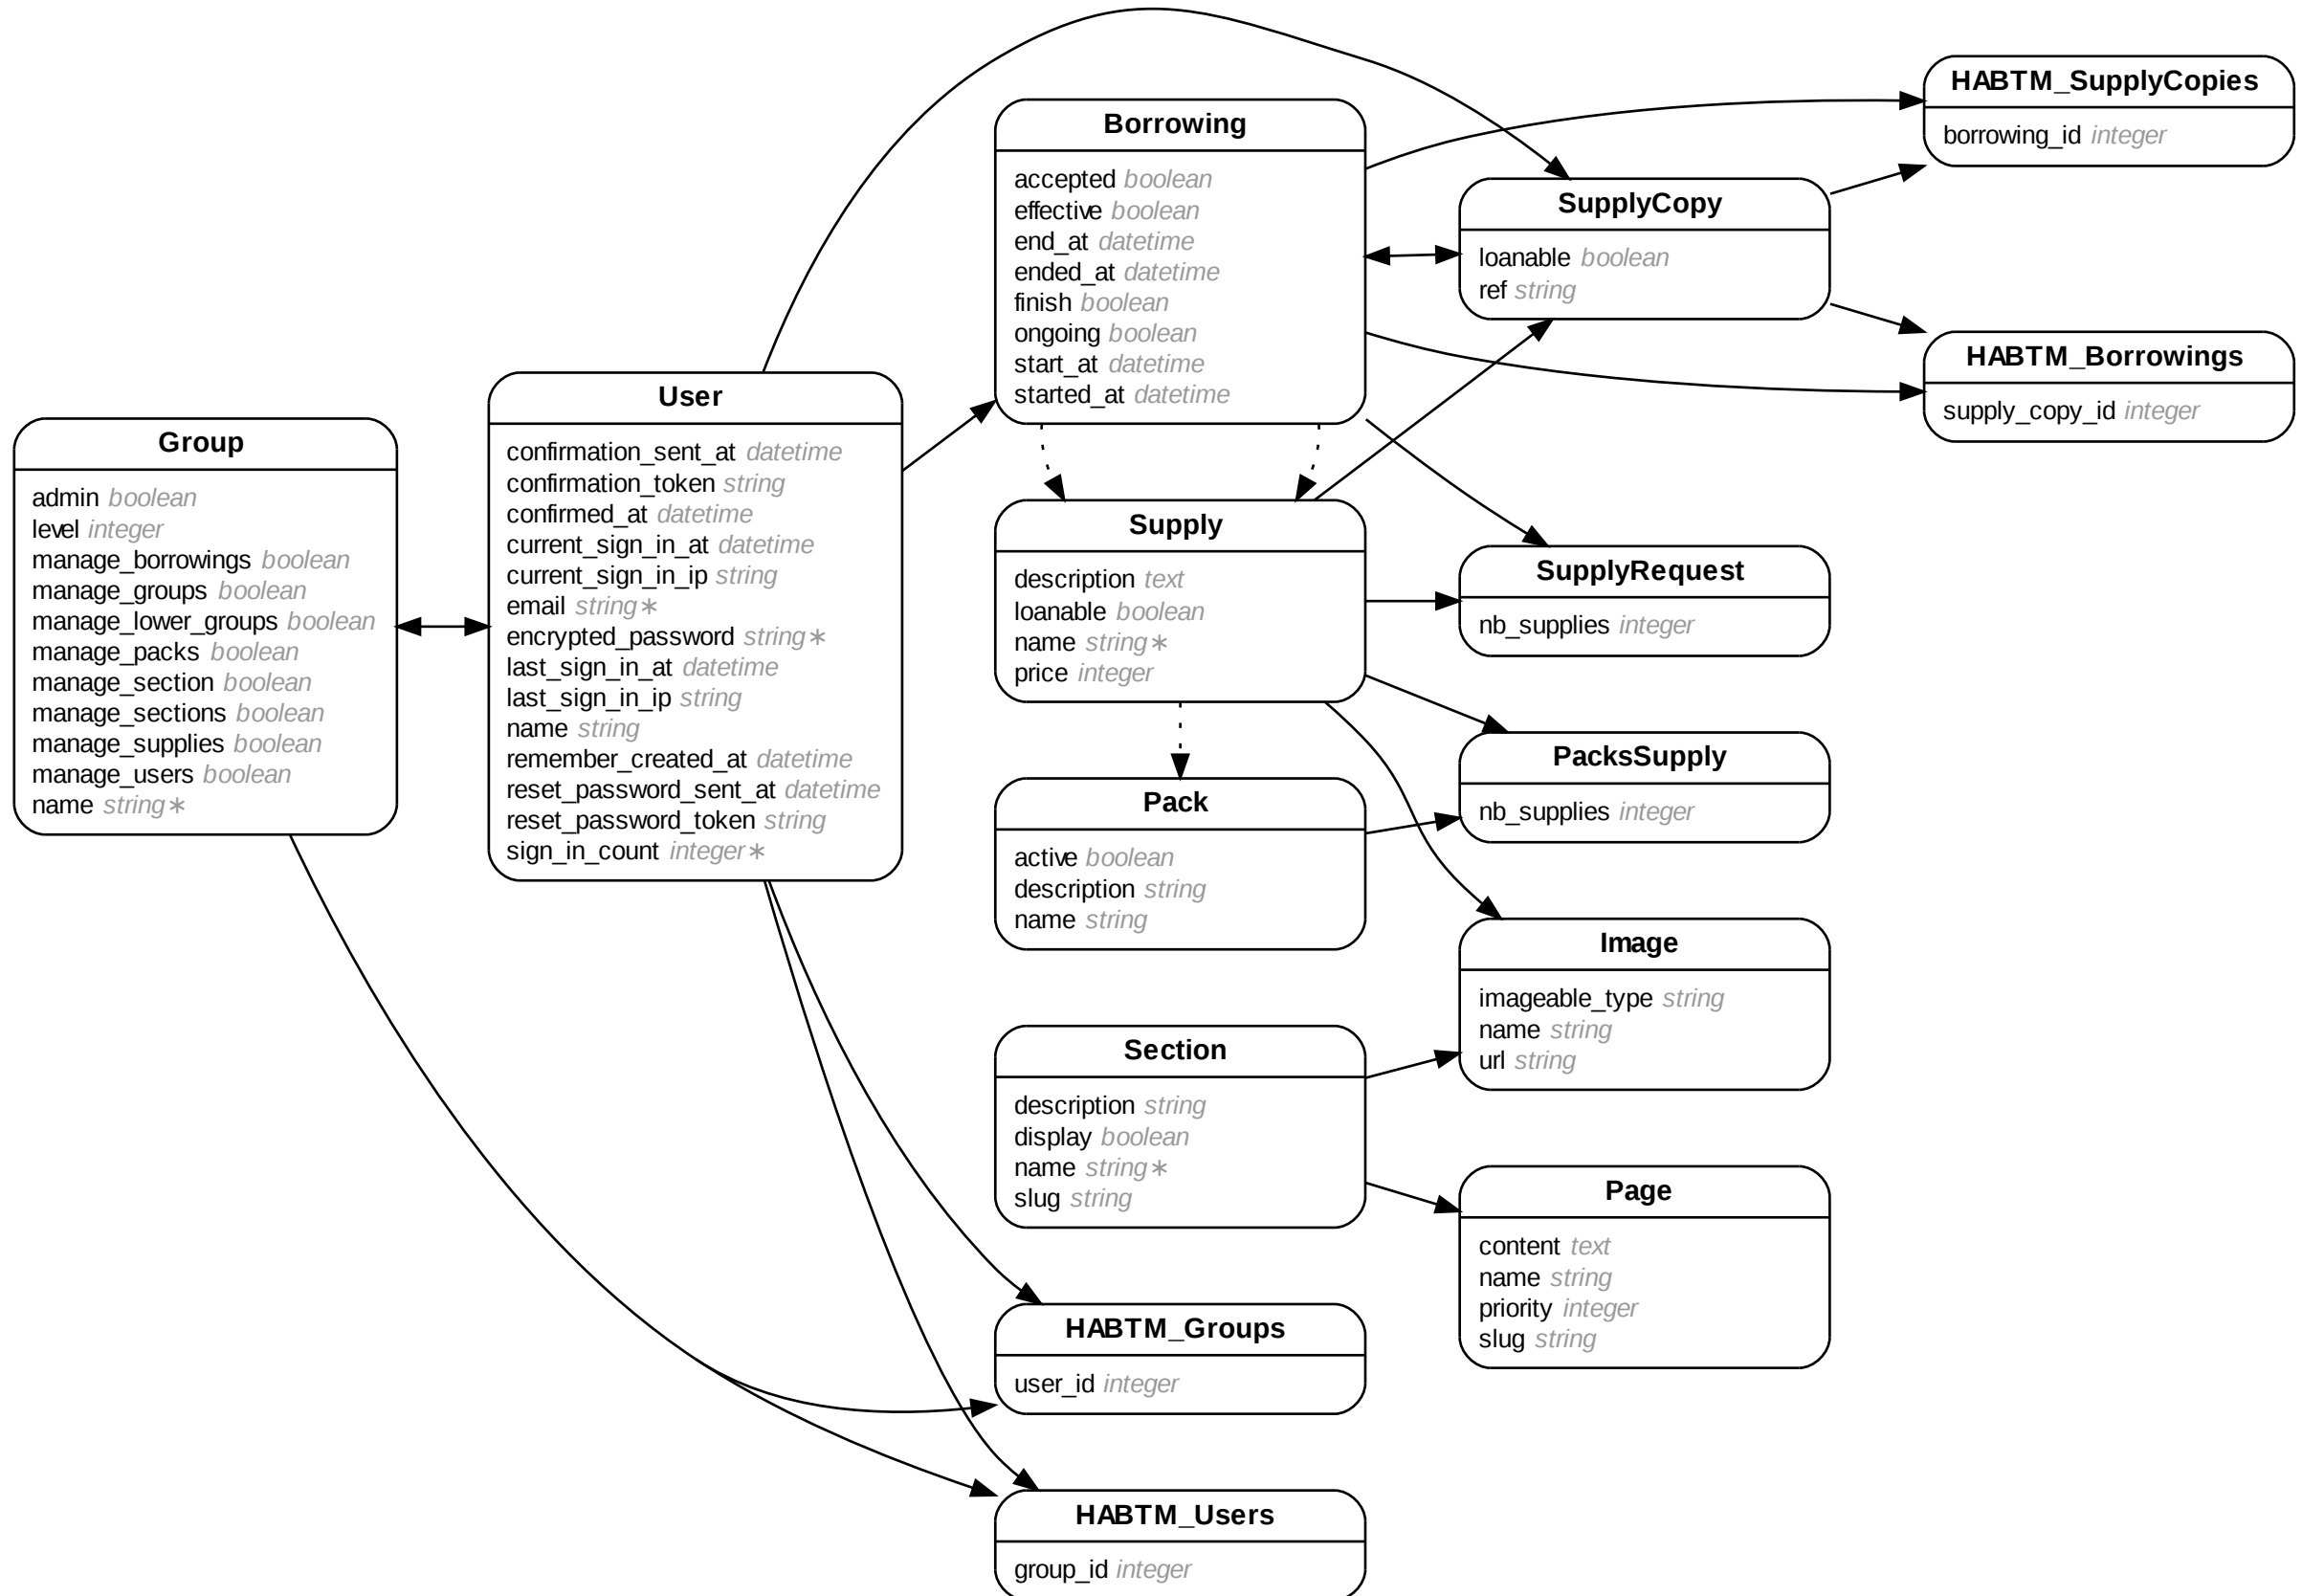 Group
admin boolean
level integer
manage_borrowings boolean
manage_groups boolean
manage_lower_groups boolean
manage_packs boolean
manage_section boolean
manage_sections boolean
manage_supplies boolean
manage_users boolean
name string∗
User
confirmation_sent_at datetime
confirmation_token string
confirmed_at datetime
current_sign_in_at datetime
current_sign_in_ip string
email string∗
encrypted_password string∗
last_sign_in_at datetime
last_sign_in_ip string
name string
remember_created_at datetime
reset_password_sent_at datetime
reset_password_token string
sign_in_count integer∗
Borrowing
accepted boolean
effective boolean
end_at datetime
ended_at datetime
finish boolean
ongoing boolean
start_at datetime
started_at datetime
Supply
description text
loanable boolean
name string∗
price integer
Pack
active boolean
description string
name string
Section
description string
display boolean
name string∗
slug string
HABTM_Groups
user_id integer
HABTM_Users
group_id integer
SupplyCopy
loanable boolean
ref string
SupplyRequest
nb_supplies integer
PacksSupply
nb_supplies integer
Image
imageable_type string
name string
url string
Page
content text
name string
priority integer
slug string
HABTM_SupplyCopies
borrowing_id integer
HABTM_Borrowings
supply_copy_id integer